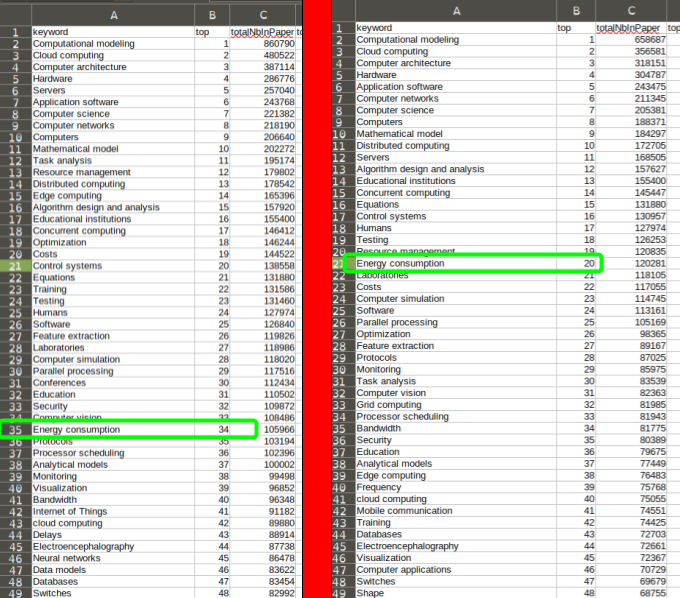 A B C
1 keyword top totalNbInPaper to
2 Computational modeling 1 860790
3 Cloud computing 2 480522
4 Computer architecture 3 387114
5 Hardware 4 286776
6 Servers 5 257040
7 Application software 6 243768
8 Computer science 7 221382
9 Computer networks 8 218190
10 Computers 9 206640
11 Mathematical model 10 202272
12 Task analysis 11 195174
13 Resource management 12 179802
14 Distributed computing 13 178542
15 Edge computing 14 165396
16 Algorithm design and analysis 15 157920
17 Educational institutions 16 155400
18 Concurrent computing 17 146412
19 Optimization 18 146244
20 Costs 19 144522
21 Control systems 20 138558
22 Equations 21 131880
23 Training 22 131586
24 Testing 23 131460
25 Humans 24 127974
26 Software 25 126840
27 Feature extraction 26 119826
28 Laboratories 27 118986
29 Computer simulation 28 118020
30 Parallel processing 29 117516
31 Conferences 30 112434
32 Education 31 110502
33 Security 32 109872
34 Computer vision 33 108486
35 Energy consumption 34 105966
36 Protocols 35 103194
37 Processor scheduling 36 102396
38 Analytical models 37 100002
39 Monitoring 38 99498
40 Visualization 39 96852
41 Bandwidth 40 96348
42 Internet of Things 41 91182
43 cloud computing 42 89880
44 Delays 43 88914
45 Electroencephalography 44 87738
46 Neural networks 45 86478
47 Data models 46 83622
48 Databases 47 83454
49 Switches 48 82992
A B C
1 keyword top totalNbInPaper top
2 Computational modeling 1 658687
3 Cloud computing 2 356581
4 Computer architecture 3 318151
5 Hardware 4 304787
6 Application software 5 243475
7 Computer networks 6 211345
8 Computer science 7 205381
9 Computers 8 188371
10 Mathematical model 9 184297
11 Distributed computing 10 172705
12 Servers 11 168505
13 Algorithm design and analysis 12 157627
14 Educational institutions 13 155400
15 Concurrent computing 14 145447
16 Equations 15 131880
17 Control systems 16 130957
18 Humans 17 127974
19 Testing 18 126253
20 Resource management 19 120835
21 Energy consumption 20 120281
22 Laboratories 21 118105
23 Costs 22 117055
24 Computer simulation 23 114745
25 Software 24 113161
26 Parallel processing 25 105169
27 Optimization 26 98365
28 Feature extraction 27 89167
29 Protocols 28 87025
30 Monitoring 29 85975
31 Task analysis 30 83539
32 Computer vision 31 82363
33 Grid computing 32 81985
34 Processor scheduling 33 81943
35 Bandwidth 34 81775
36 Security 35 80389
37 Education 36 79675
38 Analytical models 37 77449
39 Edge computing 38 76483
40 Frequency 39 75768
41 cloud computing 40 75055
42 Mobile communication 41 74551
43 Training 42 74425
44 Databases 43 72703
45 Electroencephalography 44 72661
46 Visualization 45 72367
47 Computer applications 46 70729
48 Switches 47 69679
49 Shape 48 68755